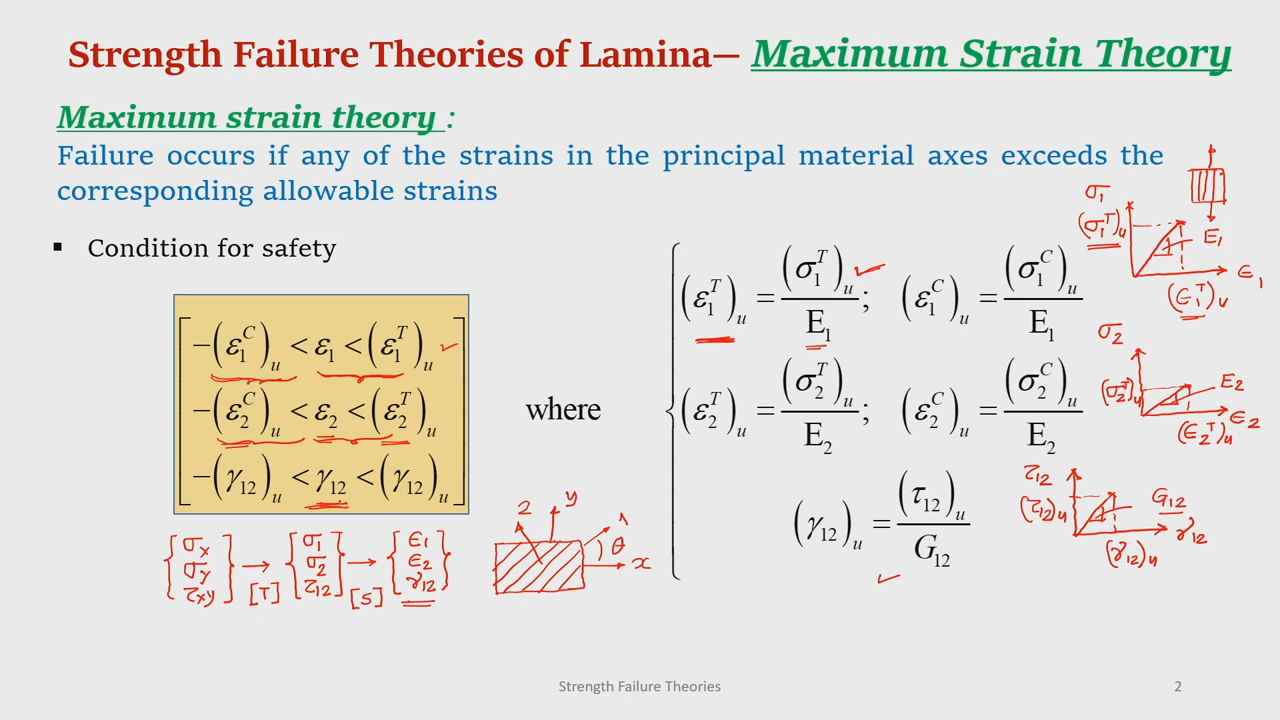 Strength Failure Theories of Lamina— Maximum Strain Theory
Maximum strain theory :
Failure occurs if any of the strains in the principal material axes exceeds the
corresponding allowable strains
▪ Condition for safety
−(ε₁ᶜ)ᵤ < ε₁ < (ε₁ᵀ)ᵤ ✓
−(ε₂ᶜ)ᵤ < ε₂ < (ε₂ᵀ)ᵤ
−(γ₁₂)ᵤ < γ₁₂ < (γ₁₂)ᵤ
where
(ε₁ᵀ)ᵤ = (σ₁ᵀ)ᵤ / E₁ ; (ε₁ᶜ)ᵤ = (σ₁ᶜ)ᵤ / E₁
(ε₂ᵀ)ᵤ = (σ₂ᵀ)ᵤ / E₂ ; (ε₂ᶜ)ᵤ = (σ₂ᶜ)ᵤ / E₂
(γ₁₂)ᵤ = (τ₁₂)ᵤ / G₁₂
σ₁
(σ₁ᵀ)ᵤ
E₁
ϵ₁
(ϵ₁ᵀ)ᵤ
σ₂
(σ₂ᵀ)ᵤ
E₂
ϵ₂
(ϵ₂ᵀ)ᵤ
τ₁₂
(τ₁₂)ᵤ
G₁₂
γ₁₂
(γ₁₂)ᵤ
{σx σy τxy} → [T] {σ₁ σ₂ τ₁₂} → [S] {ϵ₁ ϵ₂ γ₁₂}
2 y 1
θ
x
Strength Failure Theories
2